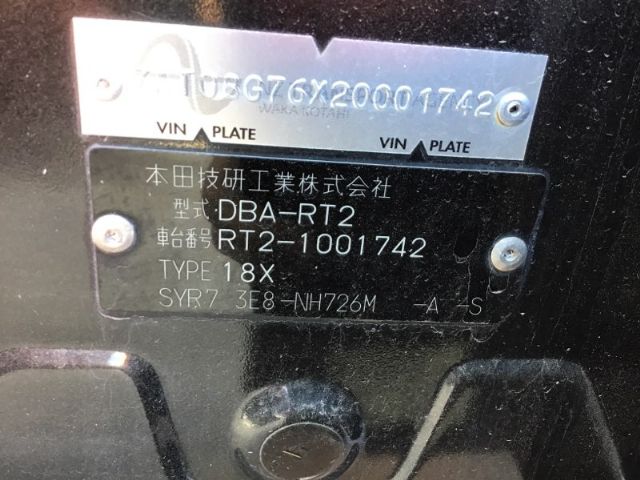 WAKA KOTAHI
VIN PLATE VIN PLATE
本田技研工業株式会社
型式 DBA-RT2
車台番号 RT2-1001742
TYPE 18X
SYR7 3E8-NH726M -A -S